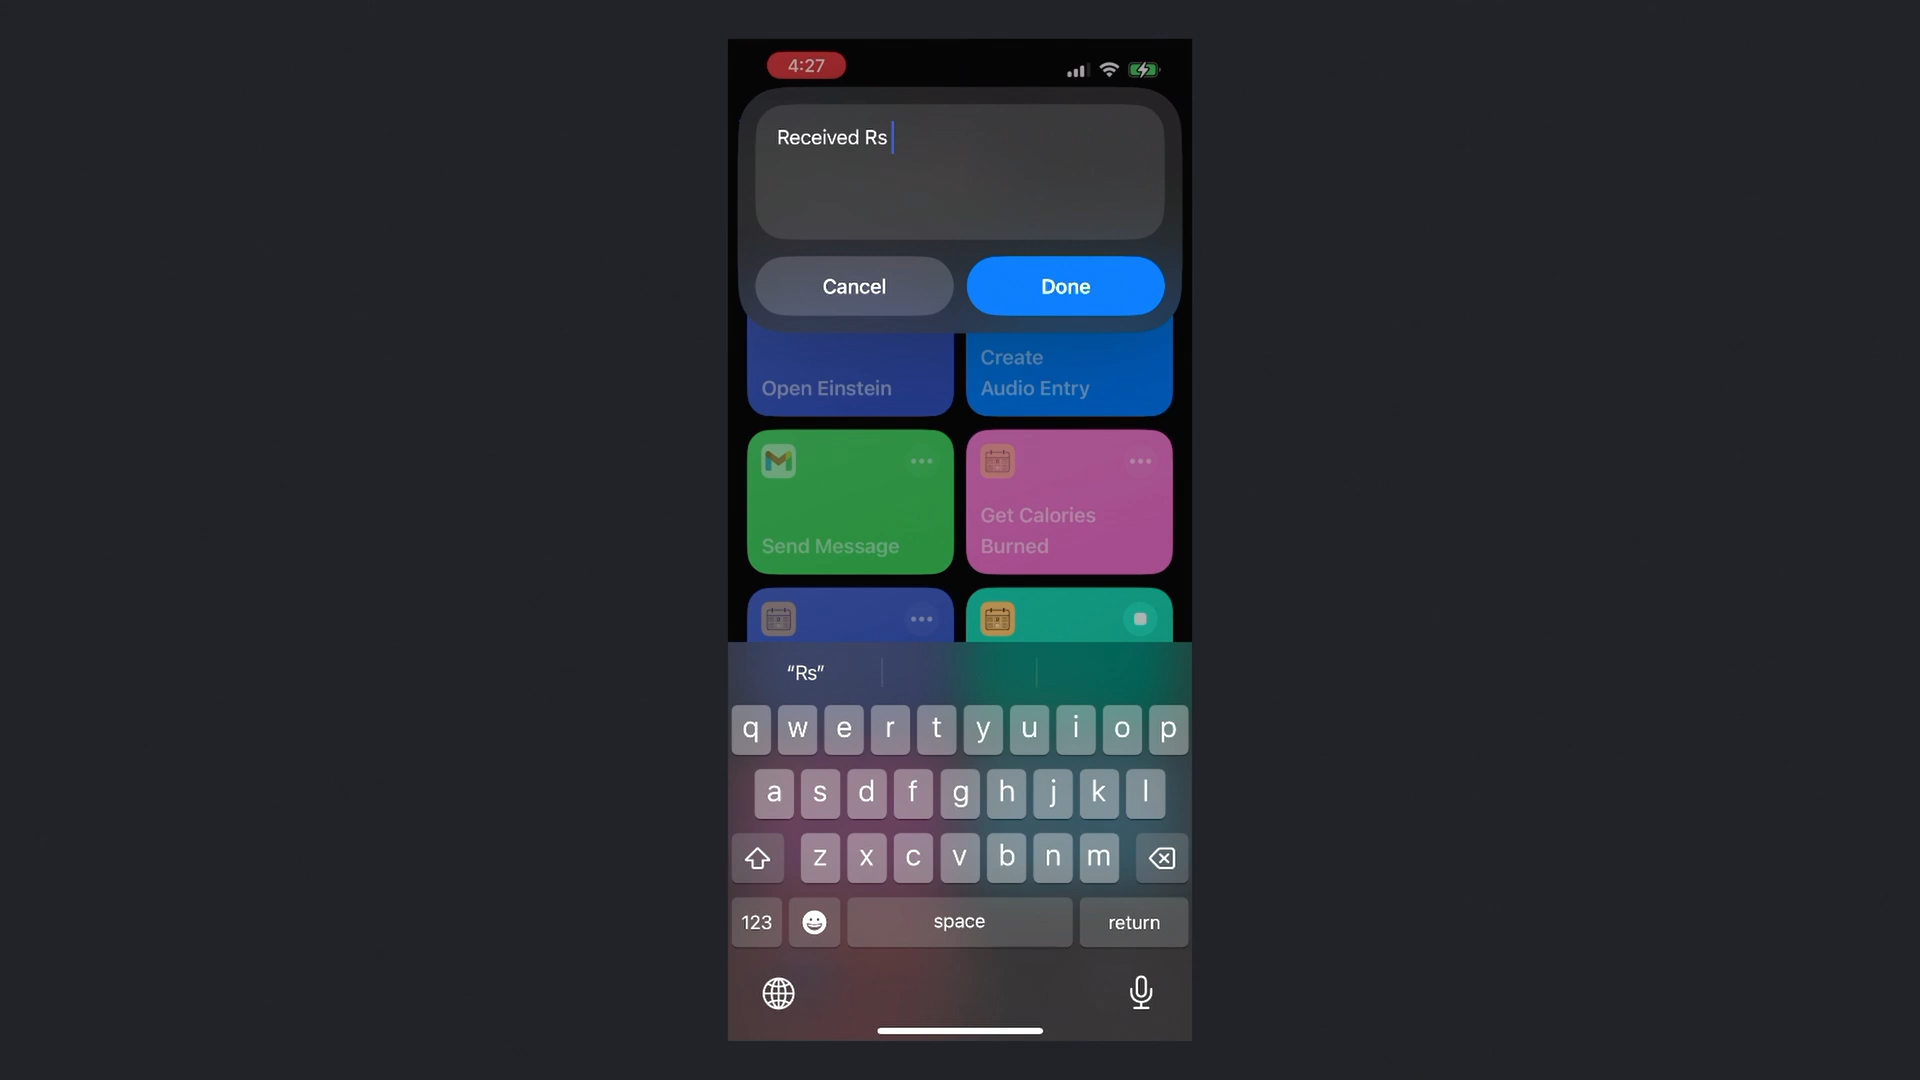 4:27
Received Rs
Cancel
Done
Open Einstein
Create
Audio Entry
Send Message
Get Calories
Burned
“Rs”
q w e r t y u i o p
a s d f g h j k l
z x c v b n m
123
space
return